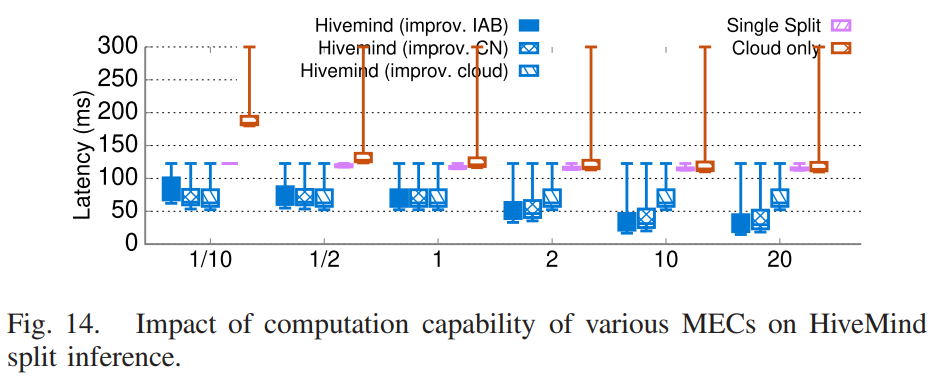 Hivemind (improv. IAB)
Hivemind (improv. CN)
Hivemind (improv. cloud)
Single Split
Cloud only
Latency (ms)
300
250
200
150
100
50
0
1/10 1/2 1 2 10 20
Fig. 14. Impact of computation capability of various MECs on HiveMind
split inference.